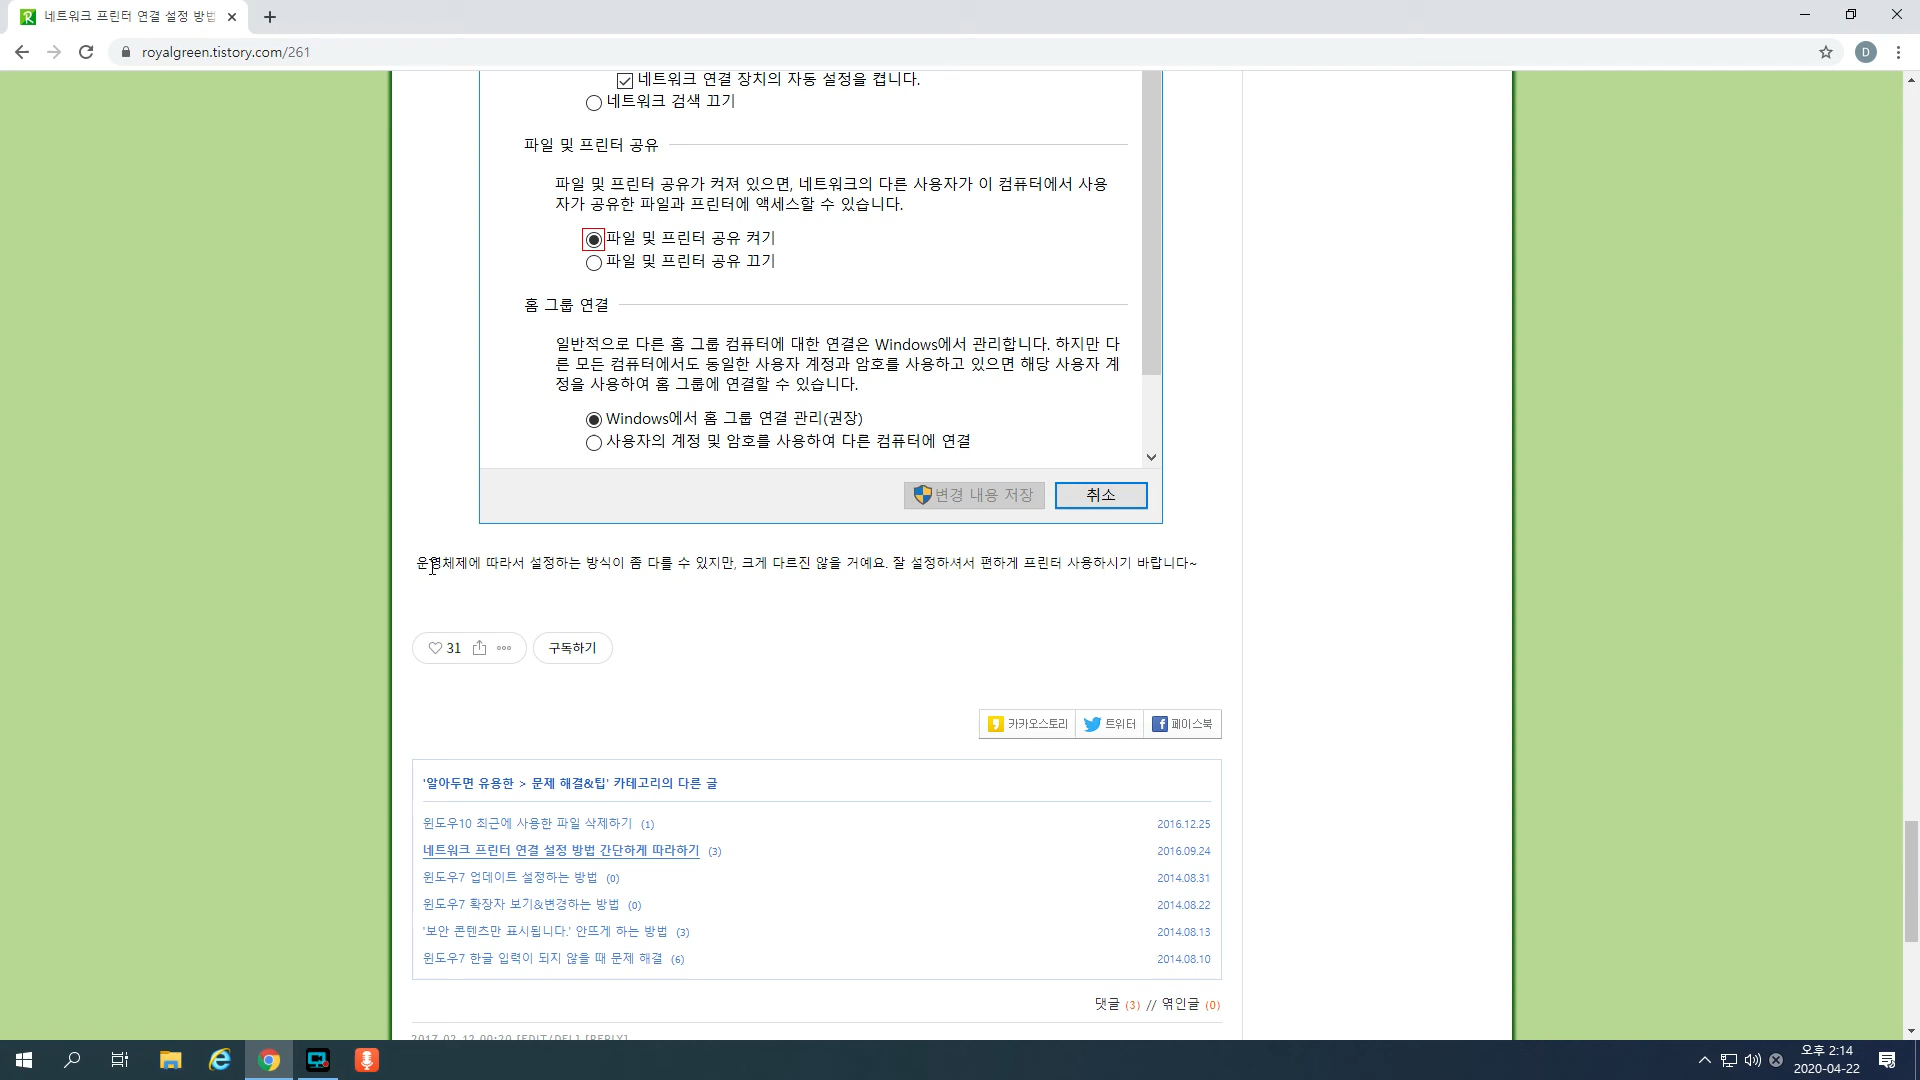 네트워크 프린터 연결 설정 방법
royalgreen.tistory.com/261
D
네트워크 연결 장치의 자동 설정을 켭니다.
네트워크 검색 끄기
파일 및 프린터 공유
파일 및 프린터 공유가 켜져 있으면, 네트워크의 다른 사용자가 이 컴퓨터에서 사용
자가 공유한 파일과 프린터에 액세스할 수 있습니다.
파일 및 프린터 공유 켜기
파일 및 프린터 공유 끄기
홈 그룹 연결
일반적으로 다른 홈 그룹 컴퓨터에 대한 연결은 Windows에서 관리합니다. 하지만 다
른 모든 컴퓨터에서도 동일한 사용자 계정과 암호를 사용하고 있으면 해당 사용자 계
정을 사용하여 홈 그룹에 연결할 수 있습니다.
Windows에서 홈 그룹 연결 관리(권장)
사용자의 계정 및 암호를 사용하여 다른 컴퓨터에 연결
변경 내용 저장 취소
운영체제에 따라서 설정하는 방식이 좀 다를 수 있지만, 크게 다르진 않을 거예요. 잘 설정하셔서 편하게 프린터 사용하시기 바랍니다~
31 구독하기
카카오스토리 트위터 페이스북
'알아두면 유용한 > 문제 해결&팁' 카테고리의 다른 글
윈도우10 최근에 사용한 파일 삭제하기 (1) 2016.12.25
네트워크 프린터 연결 설정 방법 간단하게 따라하기 (3) 2016.09.24
윈도우7 업데이트 설정하는 방법 (0) 2014.08.31
윈도우7 확장자 보기&변경하는 방법 (0) 2014.08.22
'보안 콘텐츠만 표시됩니다.' 안뜨게 하는 방법 (3) 2014.08.13
윈도우7 한글 입력이 되지 않을 때 문제 해결 (6) 2014.08.10
댓글 (3) // 엮인글 (0)
2017.02.12 00:20 [EDIT/DEL] [REPLY]
오후 2:14
2020-04-22